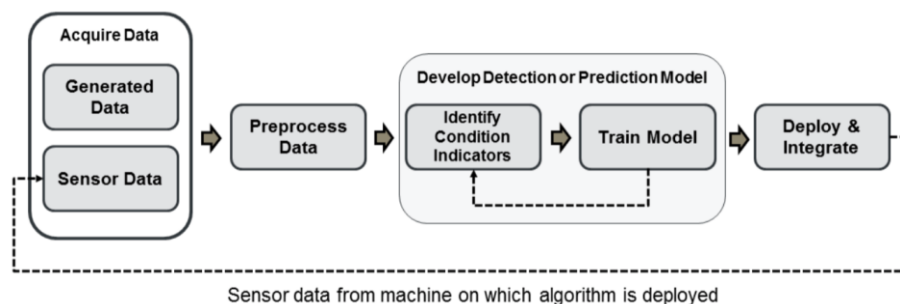 Acquire Data
Generated
Data
Sensor Data
Preprocess
Data
Develop Detection or Prediction Model
Identify
Condition
Indicators
Train Model
Deploy &
Integrate
Sensor data from machine on which algorithm is deployed